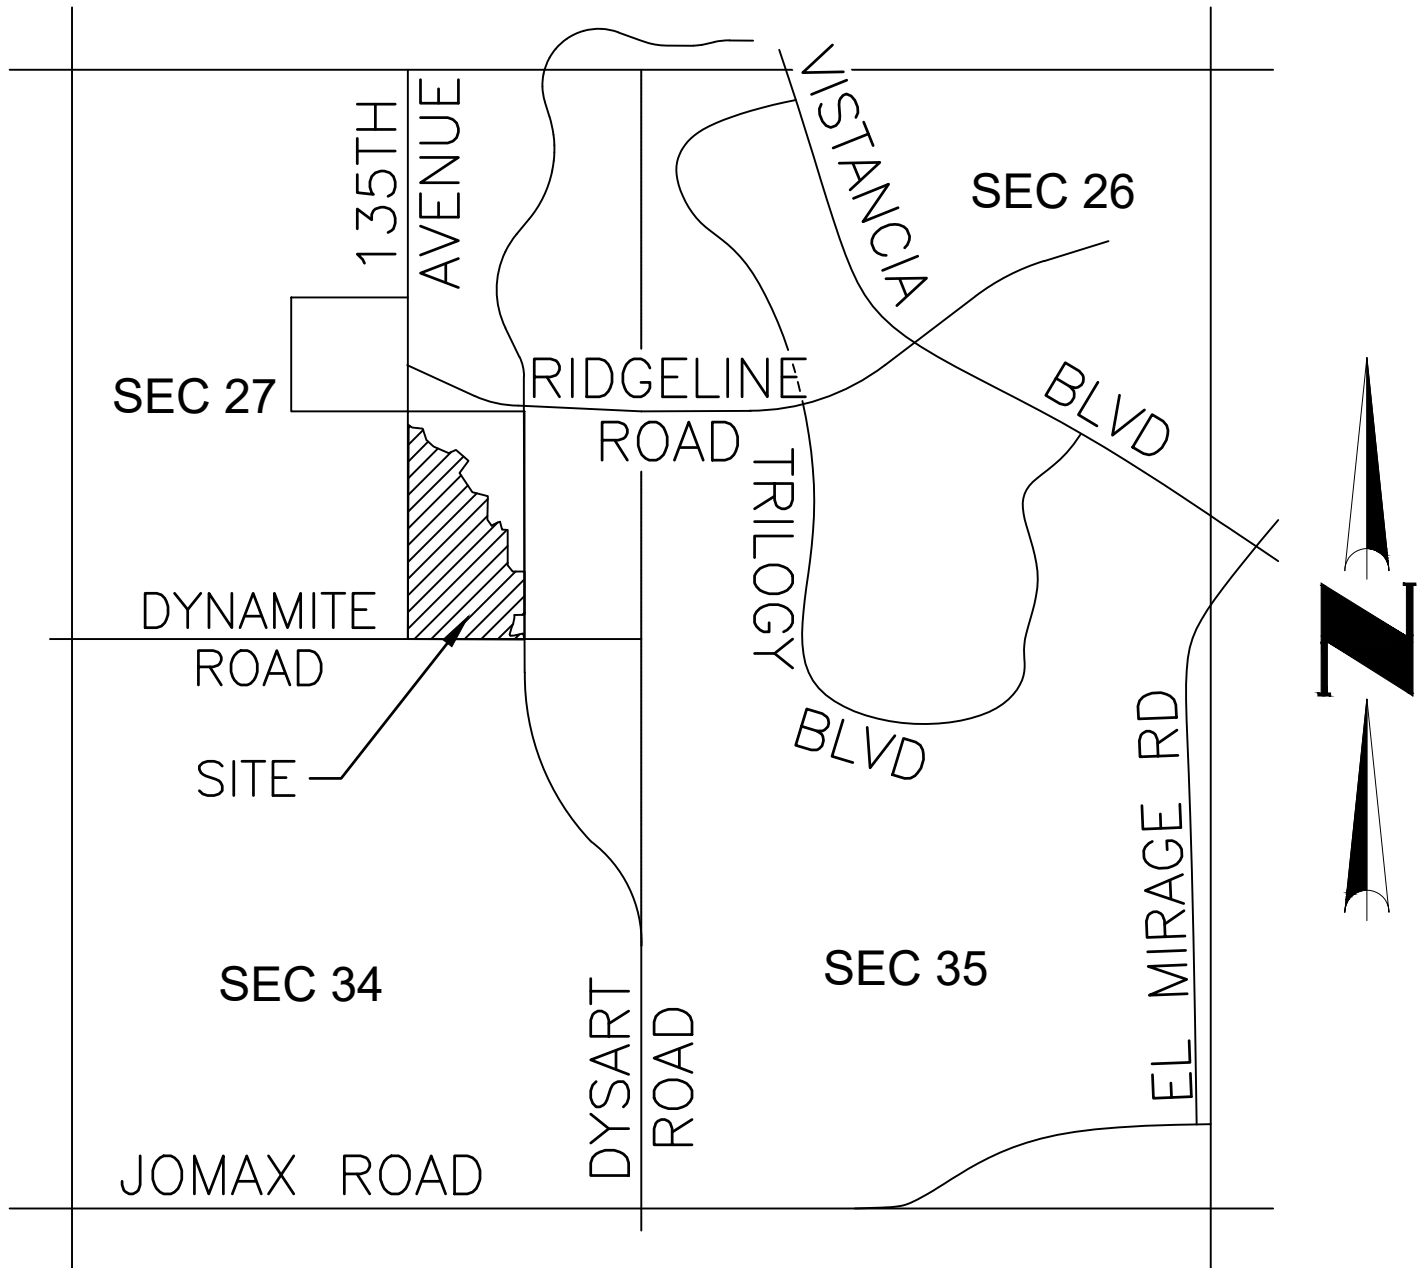 135TH
AVENUE
VISTANCIA
SEC 26
SEC 27
RIDGELINE
ROAD
BLVD
TRILOGY
BLVD
DYNAMITE
ROAD
SITE
N
EL MIRAGE RD
SEC 34
SEC 35
DYSART
ROAD
JOMAX ROAD